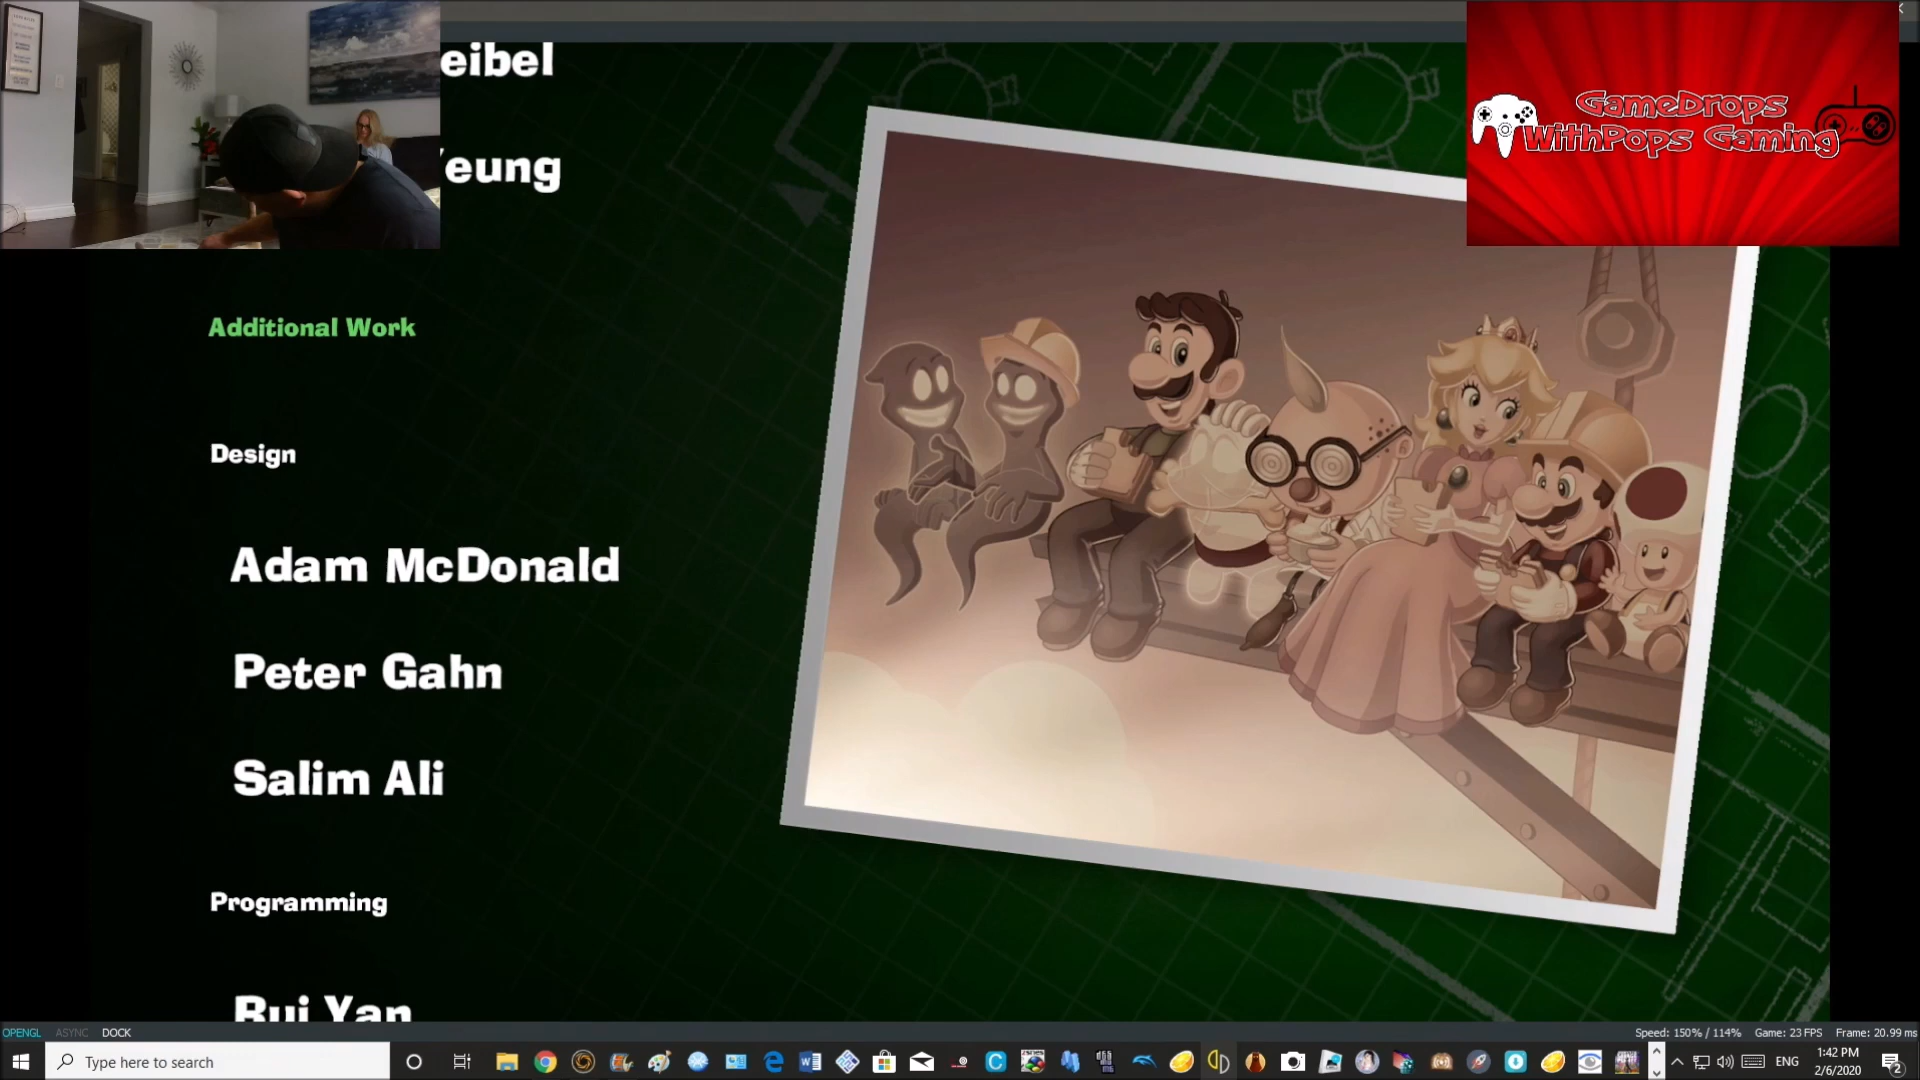 eibel
GameDrops
WithPops Gaming
Yeung
Additional Work
Design
Adam McDonald
Peter Gahn
Salim Ali
Programming
Rui Yan
OPENGL ASYNC DOCK
Speed: 150% / 114% Game: 23 FPS Frame: 20.99 ms
Type here to search
ENG
1:42 PM
2/6/2020
2